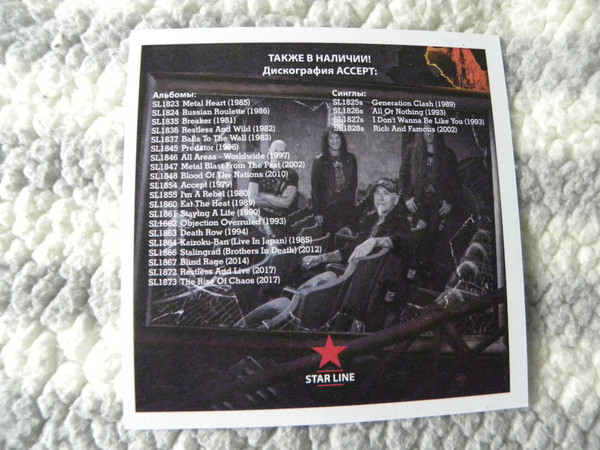 ТАКЖЕ В НАЛИЧИИ!
Дискография ACCEPT:
Альбомы:
SL1823 Metal Heart (1985)
SL1824 Russian Roulette (1986)
SL1835 Breaker (1981)
SL1836 Restless And Wild (1982)
SL1837 Balls To The Wall (1983)
SL1845 Predator (1996)
SL1846 All Areas - Worldwide (1997)
SL1847 Metal Blast From The Past (2002)
SL1848 Blood Of The Nations (2010)
SL1854 Accept (1979)
SL1855 I'm A Rebel (1980)
SL1860 Eat The Heat (1989)
SL1861 Staying A Life (1990)
SL1862 Objection Overruled (1993)
SL1863 Death Row (1994)
SL1864 Kaizoku-Ban (Live In Japan) (1985)
SL1866 Stalingrad (Brothers In Death) (2012)
SL1867 Blind Rage (2014)
SL1872 Restless And Live (2017)
SL1873 The Rise Of Chaos (2017)
Синглы:
SL1825s Generation Clash (1989)
SL1826s All Or Nothing (1993)
SL1827s I Don't Wanna Be Like You (1993)
SL1828s Rich And Famous (2002)
STAR LINE